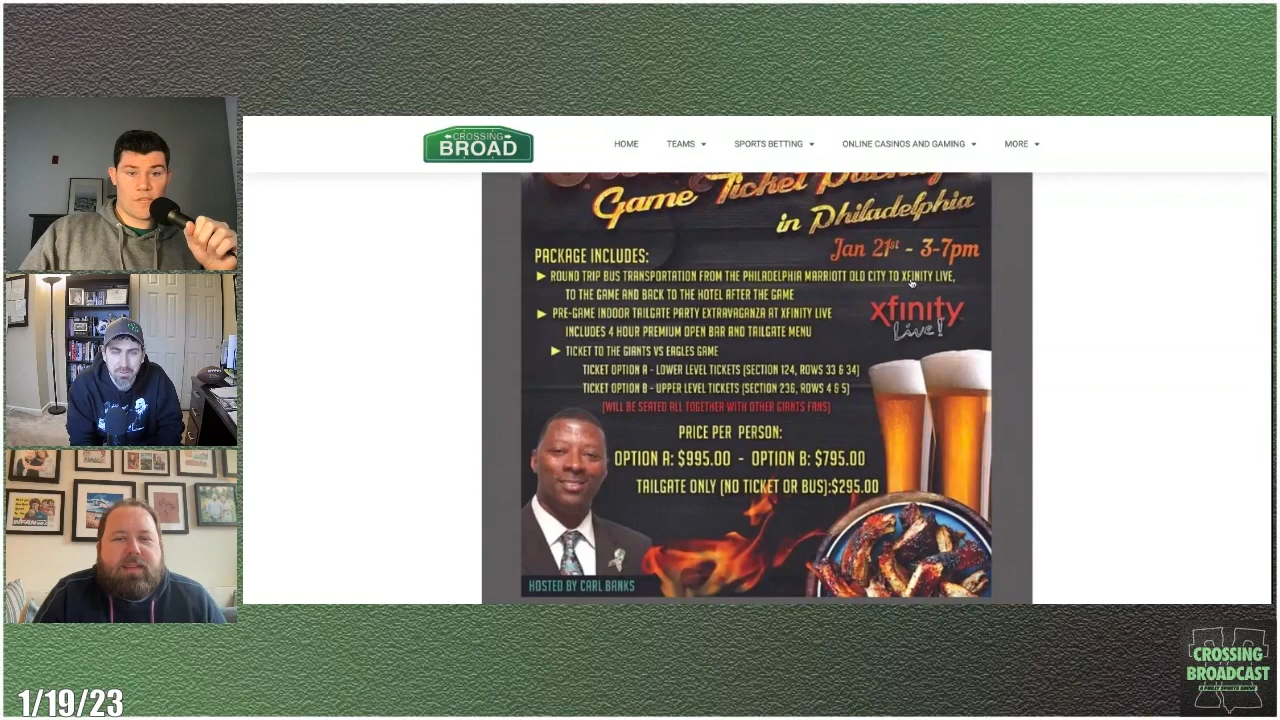 CROSSING
BROAD
HOME
TEAMS
SPORTS BETTING
ONLINE CASINOS AND GAMING
MORE
Game Ticket
in Philadelphia
Jan 21st - 3-7pm
PACKAGE INCLUDES:
ROUND TRIP BUS TRANSPORTATION FROM THE PHILADELPHIA MARRIOTT OLD CITY TO XFINITY LIVE,
TO THE GAME AND BACK TO THE HOTEL AFTER THE GAME
PRE-GAME INDOOR TAILGATE PARTY EXTRAVAGANZA AT XFINITY LIVE
INCLUDES 4 HOUR PREMIUM OPEN BAR AND TAILGATE MENU
xfinity
Live!
TICKET TO THE GIANTS VS EAGLES GAME
TICKET OPTION A - LOWER LEVEL TICKETS (SECTION 124, ROWS 33 & 34)
TICKET OPTION B - UPPER LEVEL TICKETS (SECTION 236, ROWS 4 & 5)
(WILL BE SEATED ALL TOGETHER WITH OTHER GIANTS FANS)
PRICE PER PERSON:
OPTION A: $995.00 - OPTION B: $795.00
TAILGATE ONLY (NO TICKET OR BUS):$295.00
HOSTED BY CARL BANKS
WFAN
1/19/23
CROSSING
BROADCAST
A PHILLY SPORTS SHOW